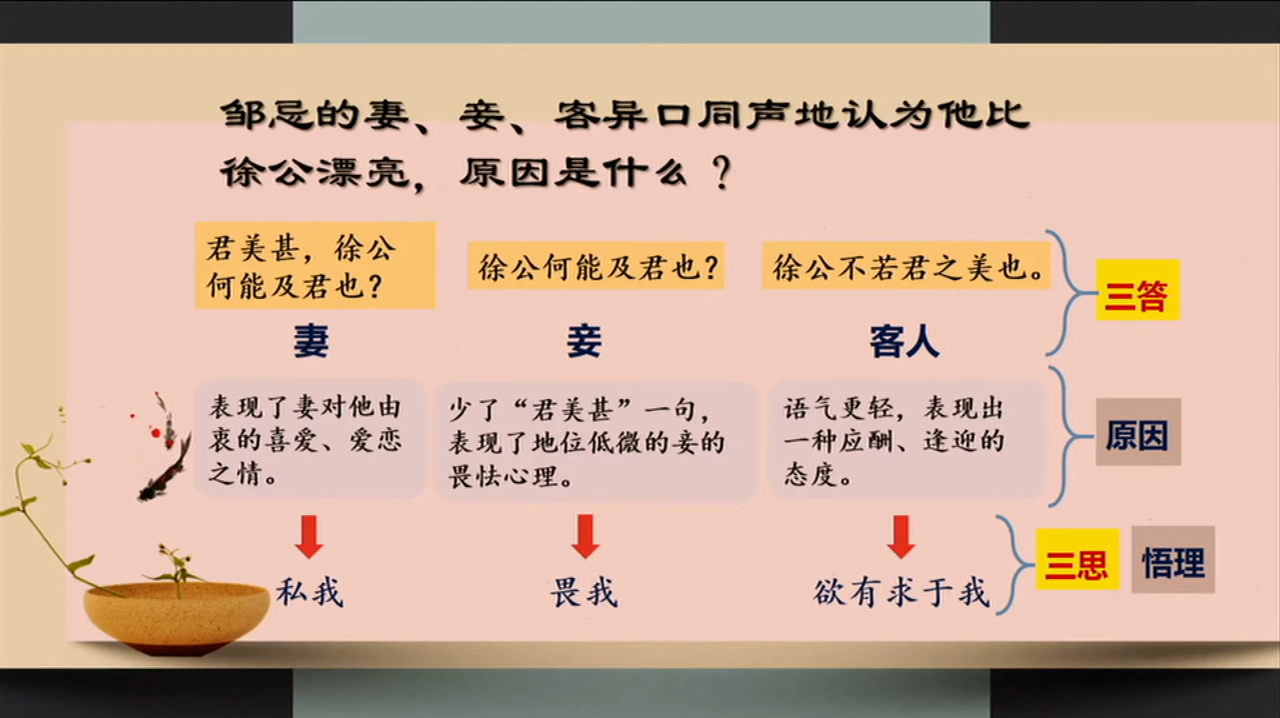 邹忌的妻、妾、客异口同声地认为他比
徐公漂亮，原因是什么？
君美甚，徐公
何能及君也？
徐公何能及君也？
徐公不若君之美也。
三答
妻
妾
客人
表现了妻对他由
衷的喜爱、爱恋
之情。
少了“君美甚”一句，
表现了地位低微的妾的
畏怯心理。
语气更轻，表现出
一种应酬、逢迎的
态度。
原因
私我
畏我
欲有求于我
三思
悟理